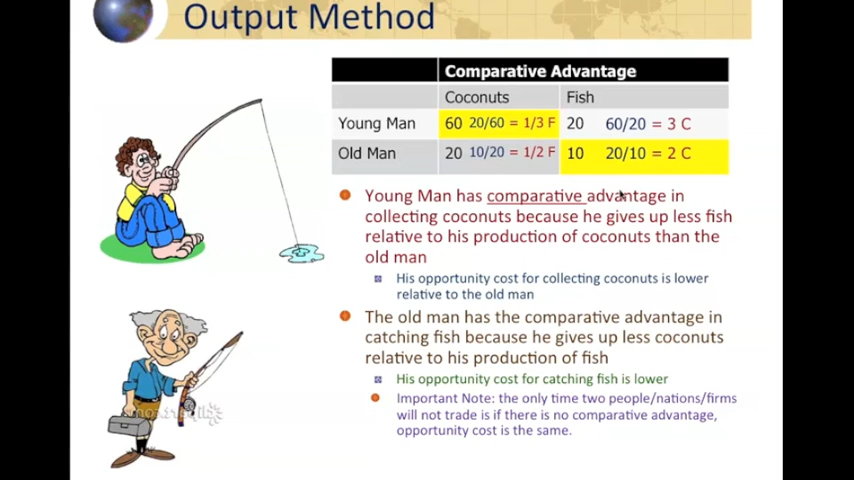 Output Method
Comparative Advantage
Coconuts Fish
Young Man 60 20/60 = 1/3 F 20 60/20 = 3 C
Old Man 20 10/20 = 1/2 F 10 20/10 = 2 C
Young Man has comparative advantage in
collecting coconuts because he gives up less fish
relative to his production of coconuts than the
old man
His opportunity cost for collecting coconuts is lower
relative to the old man
The old man has the comparative advantage in
catching fish because he gives up less coconuts
relative to his production of fish
His opportunity cost for catching fish is lower
Important Note: the only time two people/nations/firms
will not trade is if there is no comparative advantage,
opportunity cost is the same.